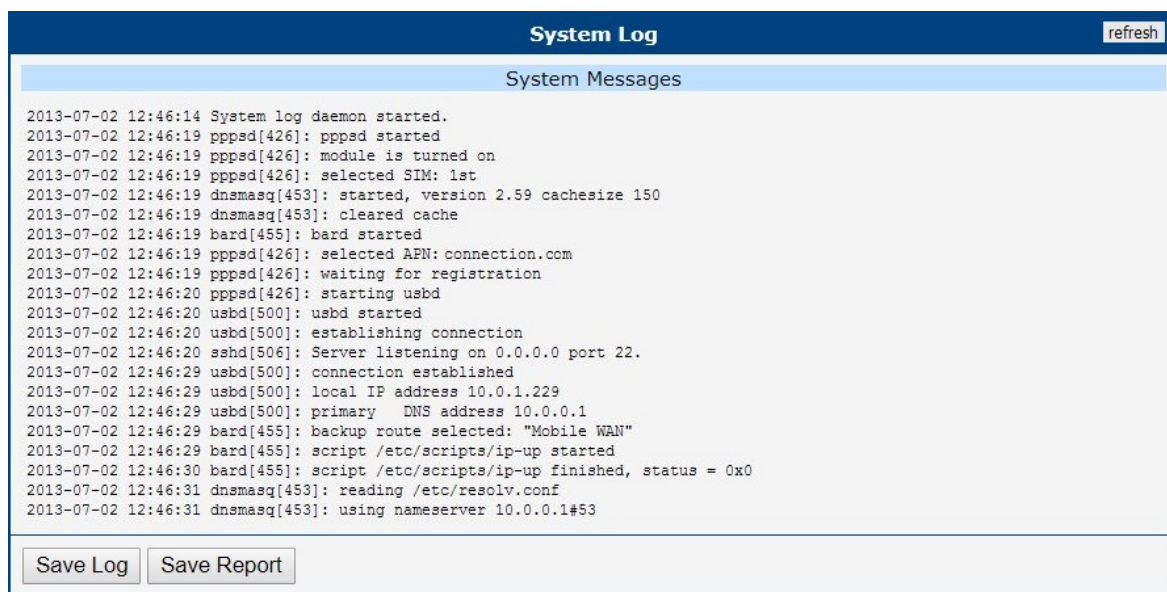 System Log
refresh
System Messages
2013-07-02 12:46:14 System log daemon started.
2013-07-02 12:46:19 pppsd[426]: pppsd started
2013-07-02 12:46:19 pppsd[426]: module is turned on
2013-07-02 12:46:19 pppsd[426]: selected SIM: 1st
2013-07-02 12:46:19 dnsmasq[453]: started, version 2.59 cachesize 150
2013-07-02 12:46:19 dnsmasq[453]: cleared cache
2013-07-02 12:46:19 bard[455]: bard started
2013-07-02 12:46:19 pppsd[426]: selected APN: connection.com
2013-07-02 12:46:19 pppsd[426]: waiting for registration
2013-07-02 12:46:20 pppsd[426]: starting usbd
2013-07-02 12:46:20 usbd[500]: usbd started
2013-07-02 12:46:20 usbd[500]: establishing connection
2013-07-02 12:46:20 sshd[506]: Server listening on 0.0.0.0 port 22.
2013-07-02 12:46:29 usbd[500]: connection established
2013-07-02 12:46:29 usbd[500]: local IP address 10.0.1.229
2013-07-02 12:46:29 usbd[500]: primary   DNS address 10.0.0.1
2013-07-02 12:46:29 bard[455]: backup route selected: "Mobile WAN"
2013-07-02 12:46:29 bard[455]: script /etc/scripts/ip-up started
2013-07-02 12:46:30 bard[455]: script /etc/scripts/ip-up finished, status = 0x0
2013-07-02 12:46:31 dnsmasq[453]: reading /etc/resolv.conf
2013-07-02 12:46:31 dnsmasq[453]: using nameserver 10.0.0.1#53
Save Log
Save Report